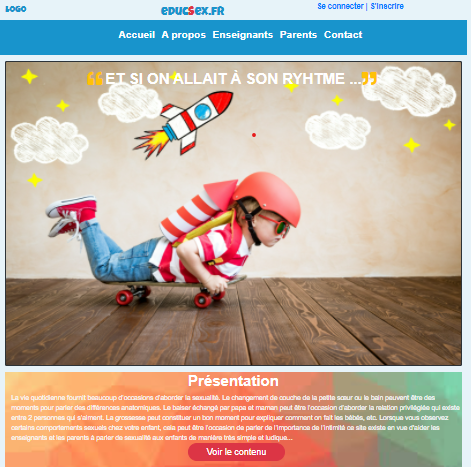 LOGO
EDUCSEX.FR
Se connecter | S'inscrire
Accueil A propos Enseignants Parents Contact
“ ET SI ON ALLAIT À SON RYHTME ... ”
Présentation
La vie quotidienne fournit beaucoup d'occasions d'aborder la sexualité. Le changement de couche de la petite sœur ou le bain peuvent être des
moments pour parler des différences anatomiques. Le baiser échangé par papa et maman peut être l'occasion d'aborder la relation privilégiée qui existe
entre 2 personnes qui s'aiment. La grossesse peut constituer un bon moment pour expliquer comment on fait les bébés, etc. Lorsque vous observez
certains comportements sexuels chez votre enfant, cela peut être l'occasion de parler de l'importance de l'intimité ce site existe en vue d'aider les
enseignants et les parents à parler de sexualité aux enfants de manière très simple et ludique...
Voir le contenu